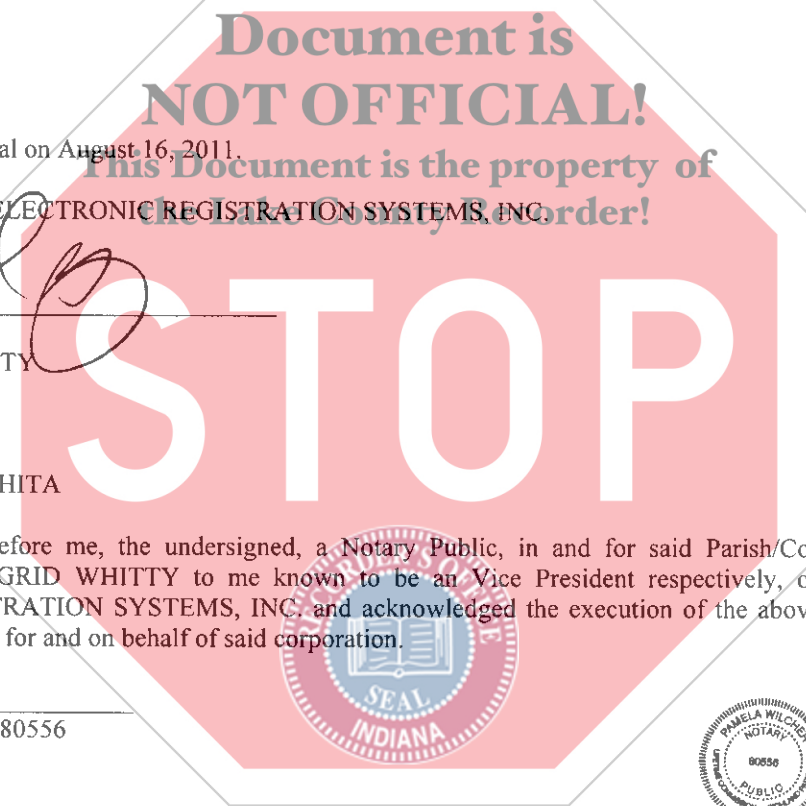 Document is
NOT OFFICIAL!
al on August 16, 2011.
This Document is the property of
ELECTRONIC REGISTRATION SYSTEMS, INC.
the Lake County Recorder!
STOP
TY
HITA
efore me, the undersigned, a Notary Public, in and for said Parish/Co
GRID WHITTY to me known to be an Vice President respectively, o
TRATION SYSTEMS, INC. and acknowledged the execution of the abov
for and on behalf of said corporation.
RECORDER'S OFFICE
SEAL
INDIANA
80556
PAMELA WILCHER
NOTARY
80556
PUBLIC